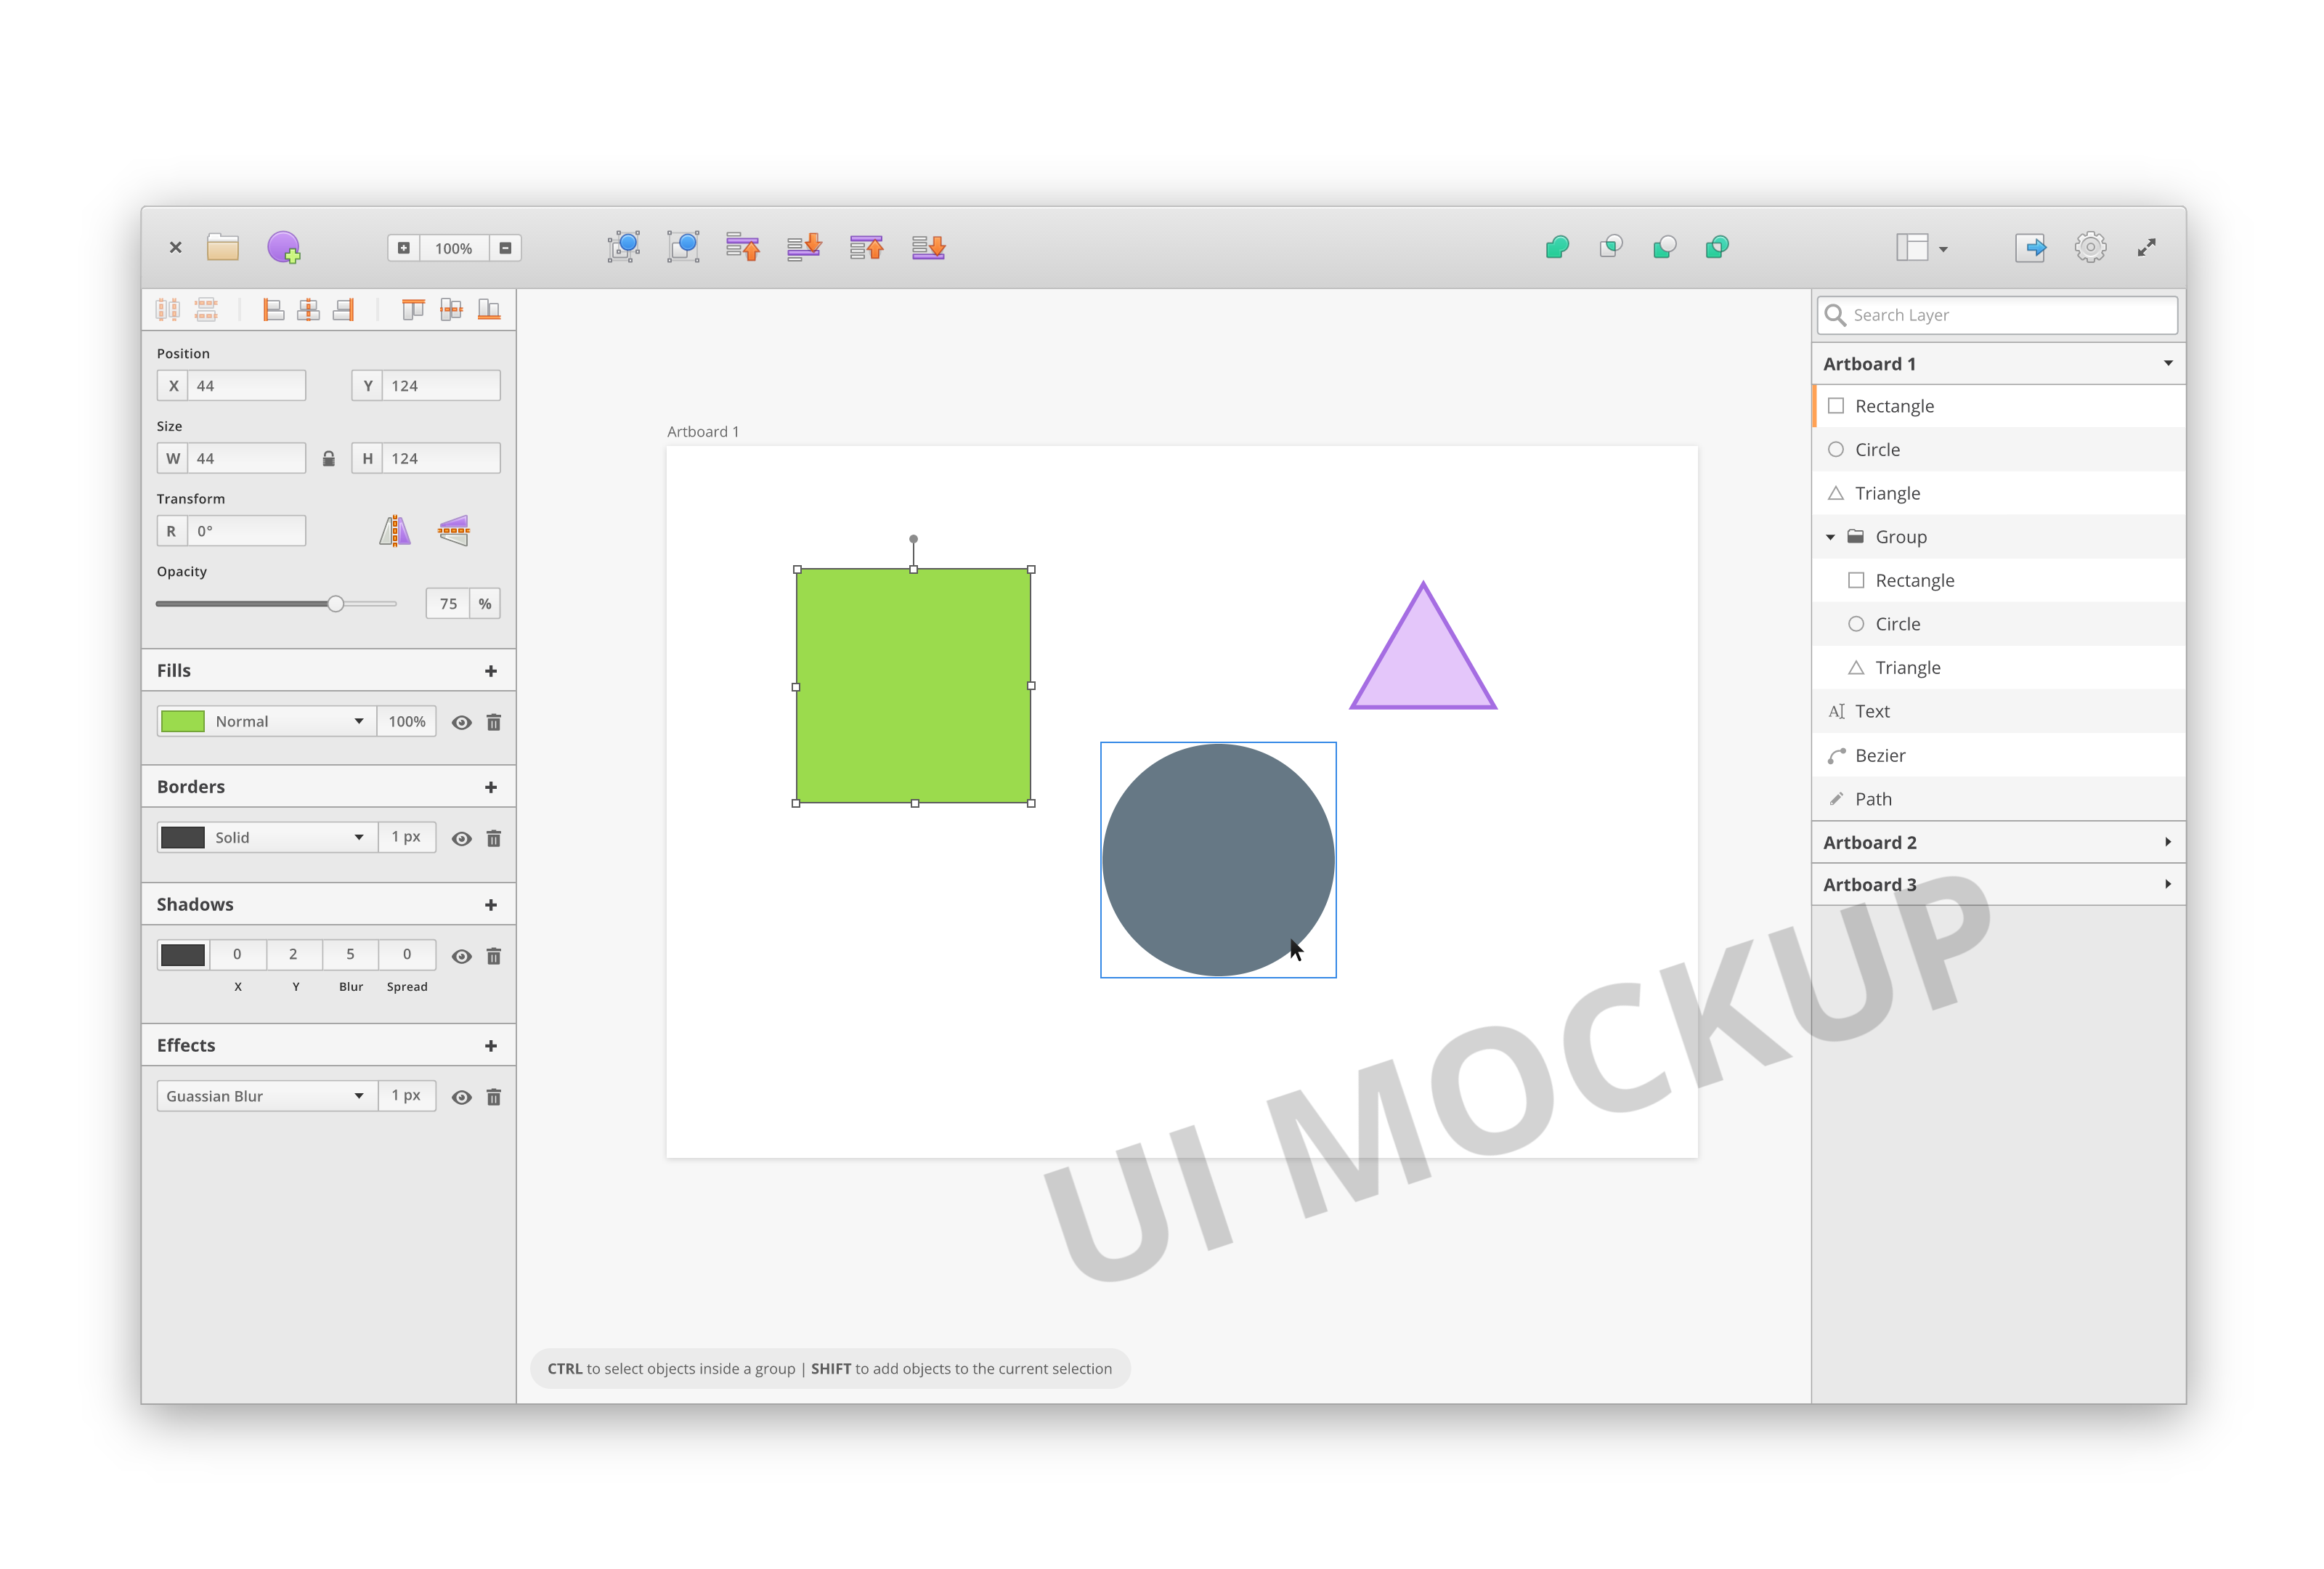 100%
Position
X 44 Y 124
Size
W 44 H 124
Transform
R 0°
Opacity
75 %
Fills
Normal 100%
Borders
Solid 1 px
Shadows
0 2 5 0
X Y Blur Spread
Effects
Guassian Blur 1 px
Artboard 1
CTRL to select objects inside a group | SHIFT to add objects to the current selection
Search Layer
Artboard 1
Rectangle
Circle
Triangle
Group
Rectangle
Circle
Triangle
AI Text
Bezier
Path
Artboard 2
Artboard 3
UI MOCKUP